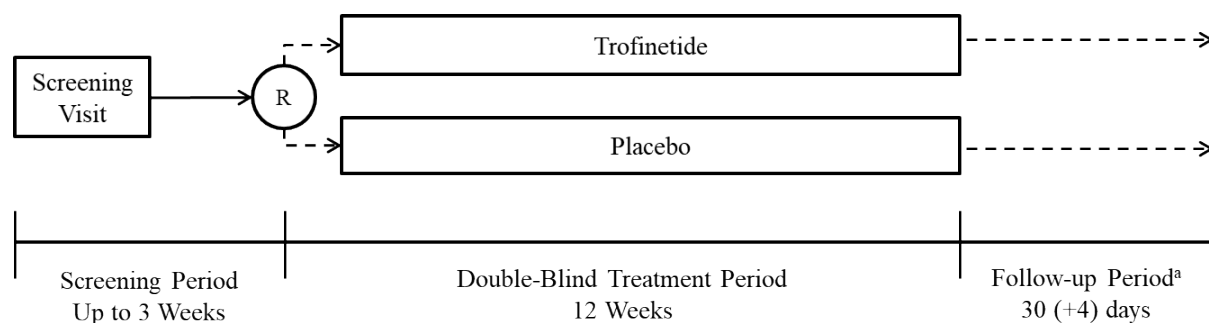 Trofinetide
Screening
Visit
R
Placebo
Screening Period
Up to 3 Weeks
Double-Blind Treatment Period
12 Weeks
Follow-up Periodᵃ
30 (+4) days